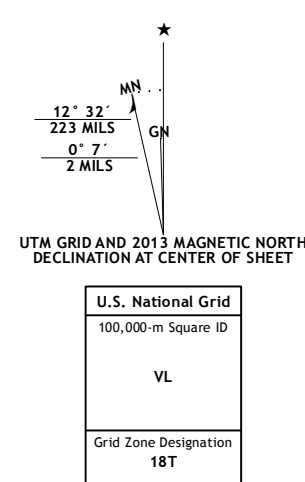 ★
MN
12° 32´
223 MILS
GN
0° 7´
2 MILS
UTM GRID AND 2013 MAGNETIC NORTH
DECLINATION AT CENTER OF SHEET
U.S. National Grid
100,000-m Square ID
VL
Grid Zone Designation
18T